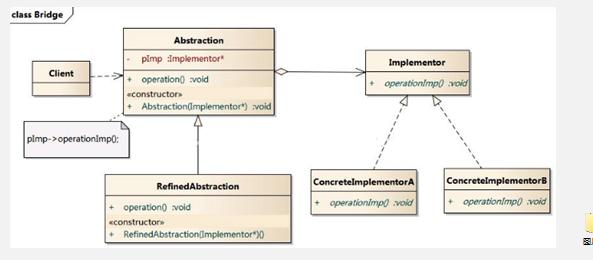 class Bridge
Abstraction
- pImp :Implementor*
+ operation() :void
«constructor»
+ Abstraction(Implementor*) :void
Client
pImp->operationImp();
Implementor
+ operationImp() :void
RefinedAbstraction
+ operation() :void
«constructor»
+ RefinedAbstraction(Implementor*)()
ConcreteImplementorA
+ operationImp() :void
ConcreteImplementorB
+ operationImp() :void